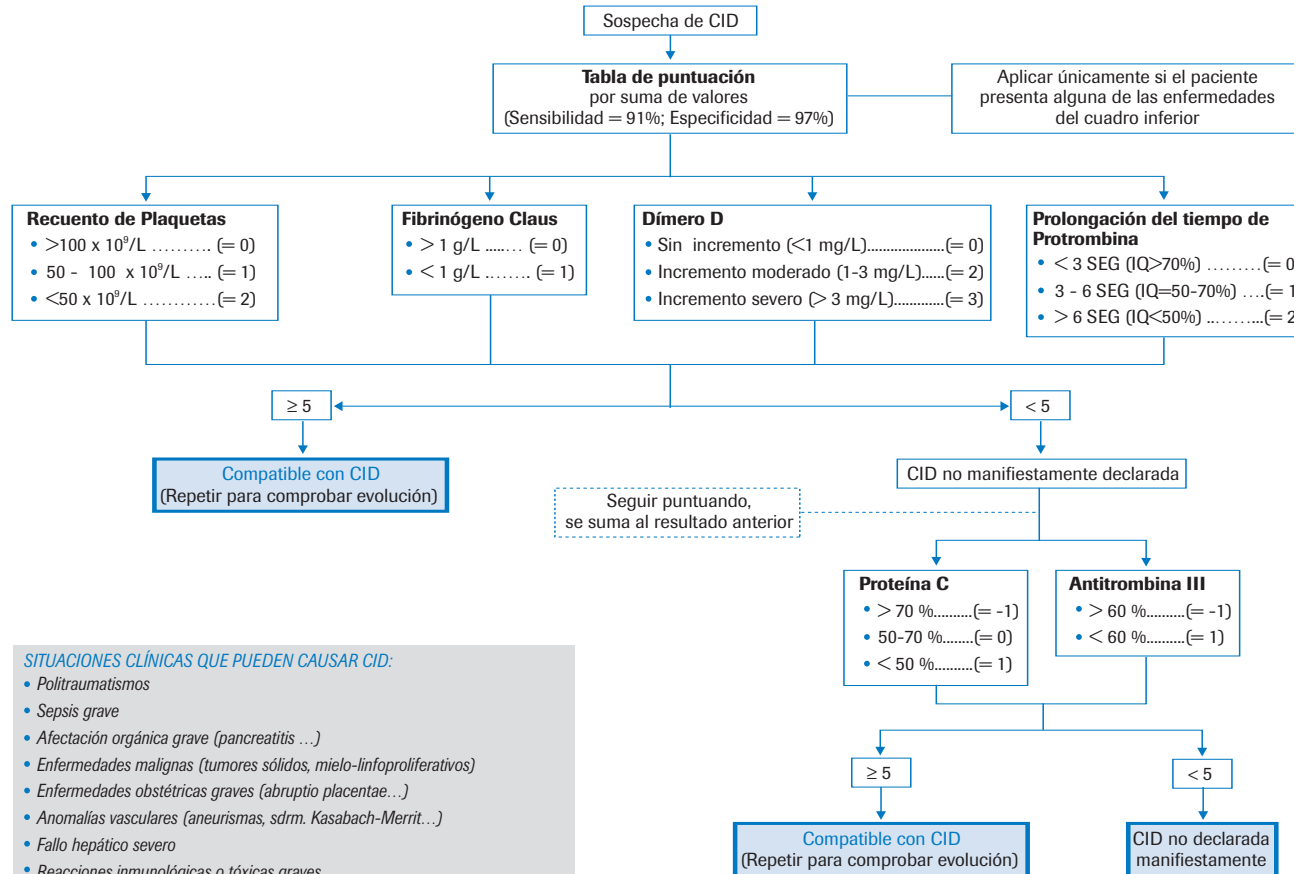 Sospecha de CID
Tabla de puntuación
por suma de valores
(Sensibilidad = 91%; Especificidad = 97%)
Aplicar únicamente si el paciente
presenta alguna de las enfermedades
del cuadro inferior
Recuento de Plaquetas
• >100 x 10⁹/L .......... (= 0)
• 50 - 100 x 10⁹/L ..... (= 1)
• <50 x 10⁹/L ............(= 2)
Fibrinógeno Claus
• > 1 g/L ........ (= 0)
• < 1 g/L ........ (= 1)
Dímero D
• Sin incremento (<1 mg/L)....................(= 0)
• Incremento moderado (1-3 mg/L)......(= 2)
• Incremento severo (> 3 mg/L).............(= 3)
Prolongación del tiempo de
Protrombina
• < 3 SEG (IQ>70%) .........(= 0
• 3 - 6 SEG (IQ=50-70%) ....(= 1
• > 6 SEG (IQ<50%) ..........(= 2
≥ 5
< 5
Compatible con CID
(Repetir para comprobar evolución)
CID no manifiestamente declarada
Seguir puntuando,
se suma al resultado anterior
Proteína C
• > 70 %..........(= -1)
• 50-70 %........(= 0)
• < 50 %..........(= 1)
Antitrombina III
• > 60 %.........(= -1)
• < 60 %.........(= 1)
≥ 5
< 5
Compatible con CID
(Repetir para comprobar evolución)
CID no declarada
manifiestamente
SITUACIONES CLÍNICAS QUE PUEDEN CAUSAR CID:
• Politraumatismos
• Sepsis grave
• Afectación orgánica grave (pancreatitis ...)
• Enfermedades malignas (tumores sólidos, mielo-linfoproliferativos)
• Enfermedades obstétricas graves (abruptio placentae...)
• Anomalías vasculares (aneurismas, sdrm. Kasabach-Merrit...)
• Fallo hepático severo
• Reacciones inmunológicas o tóxicas graves